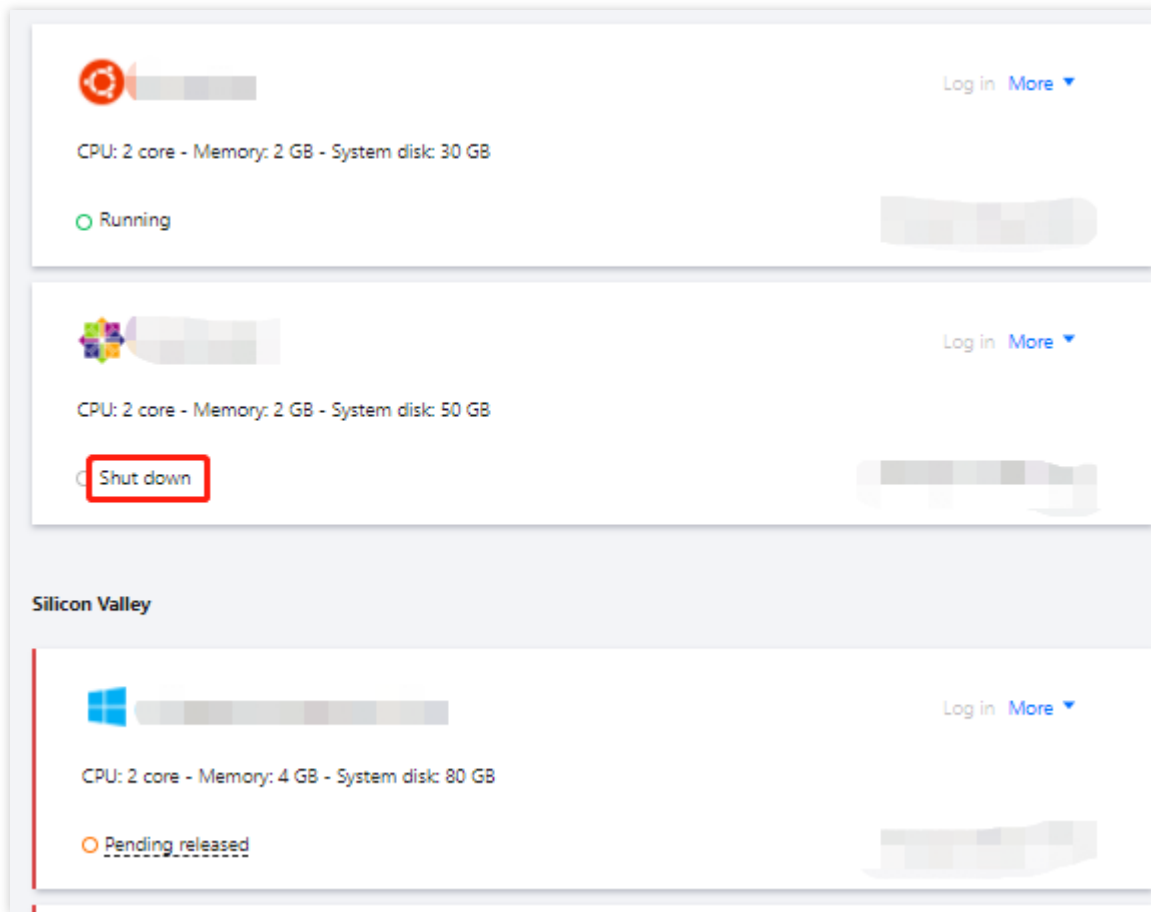 Log in More
CPU: 2 core - Memory: 2 GB - System disk: 30 GB
Running
Log in More
CPU: 2 core - Memory: 2 GB - System disk: 50 GB
Shut down
Silicon Valley
Log in More
CPU: 2 core - Memory: 4 GB - System disk: 80 GB
Pending released